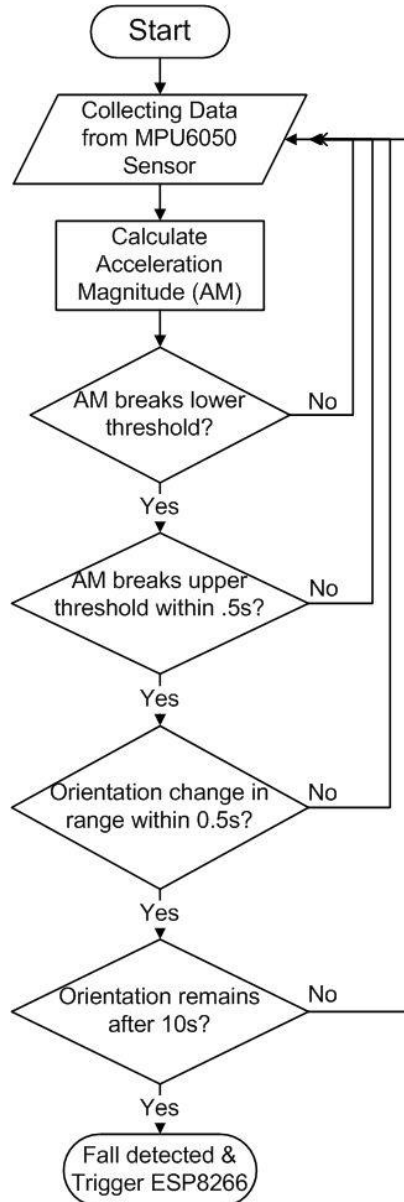 Start
Collecting Data
from MPU6050
Sensor
Calculate
Acceleration
Magnitude (AM)
AM breaks lower
threshold?
No
Yes
AM breaks upper
threshold within .5s?
No
Yes
Orientation change in
range within 0.5s?
No
Yes
Orientation remains
after 10s?
No
Yes
Fall detected &
Trigger ESP8266